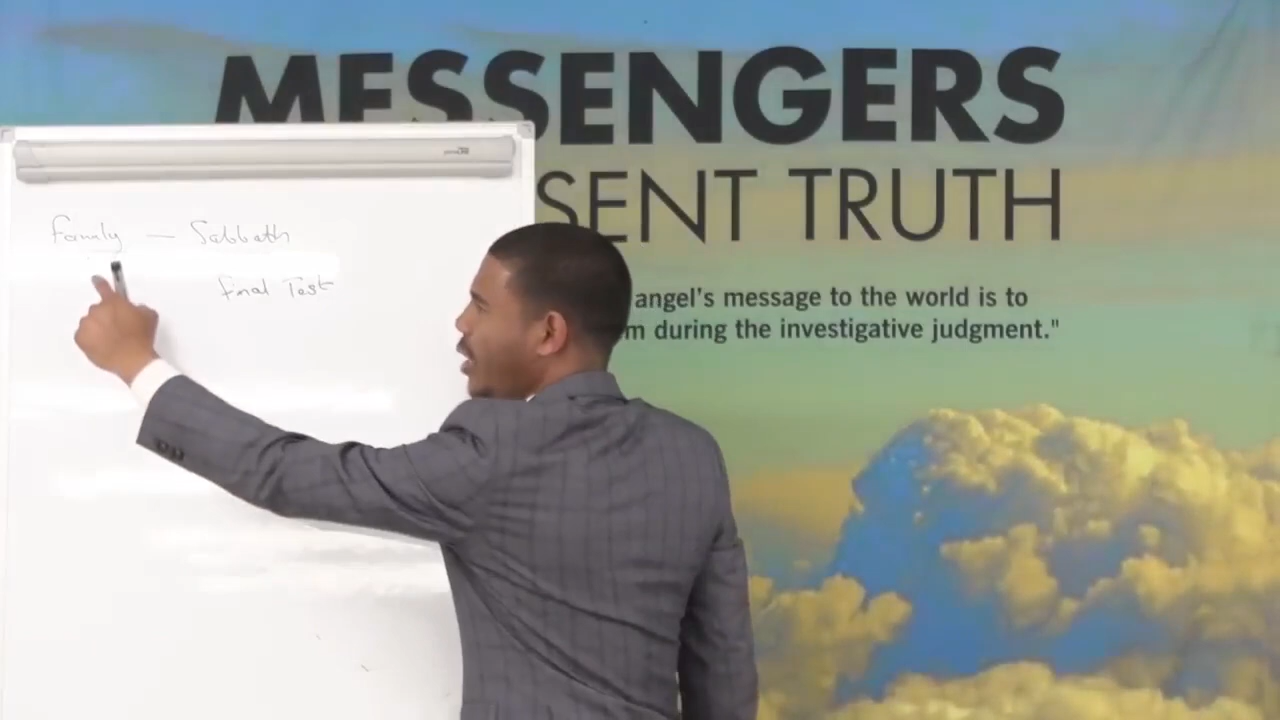 MESSENGERS
SENT TRUTH
angel's message to the world is to
m during the investigative judgment."
Family — Sabbath
final Test